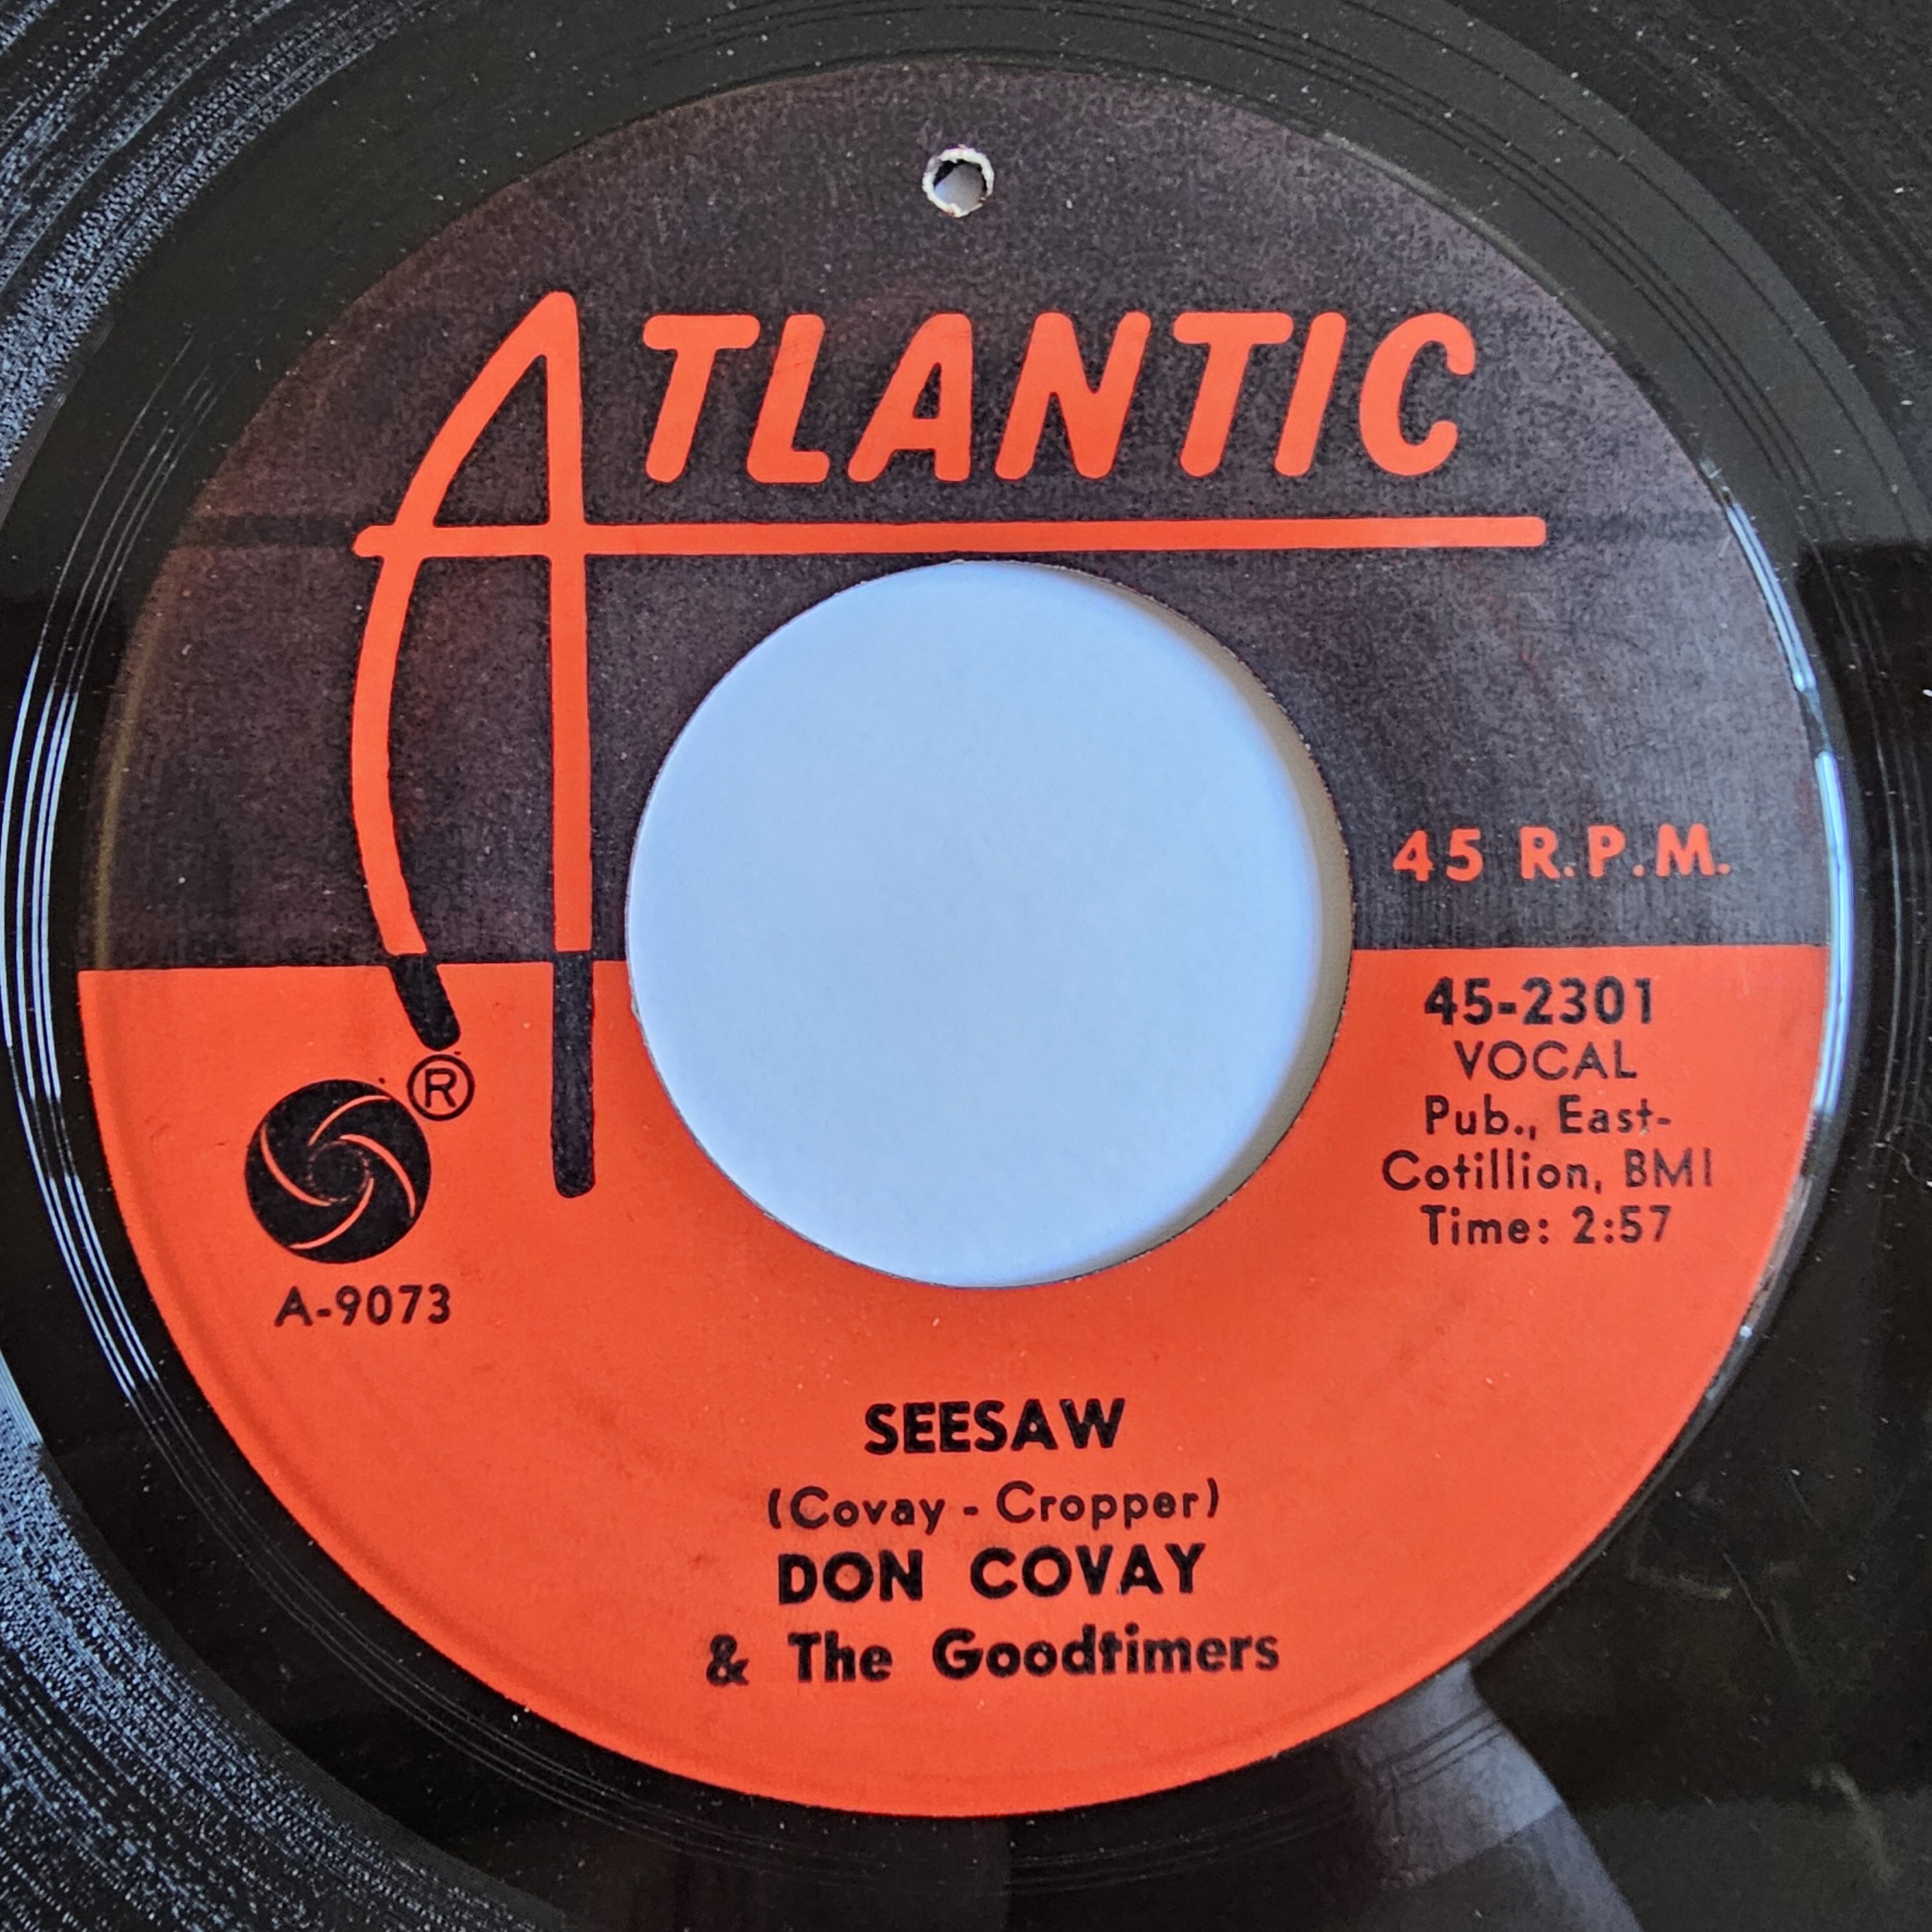 ATLANTIC
45 R.P.M.
45-2301
VOCAL
Pub., East-
Cotillion, BMI
Time: 2:57
®
A-9073
SEESAW
(Covay - Cropper)
DON COVAY
& The Goodtimers